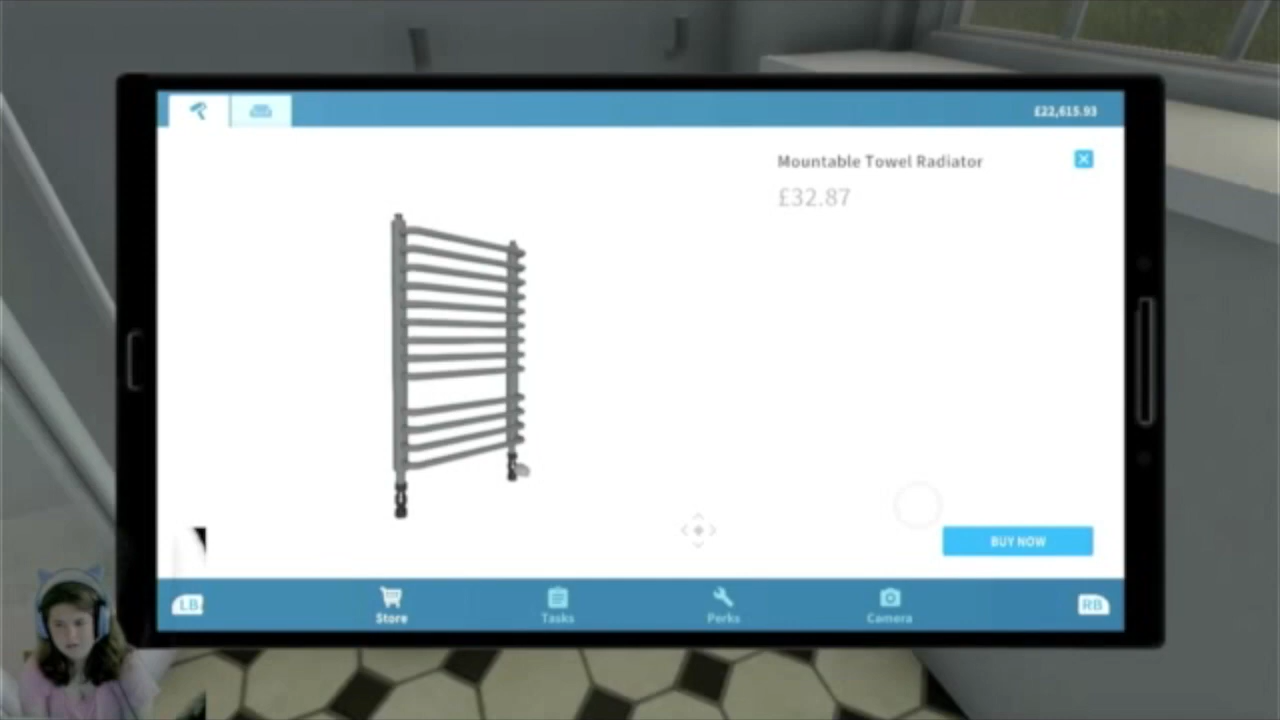 £22,615.93
Mountable Towel Radiator
£32.87
BUY NOW
LB
Store
Tasks
Perks
Camera
RB